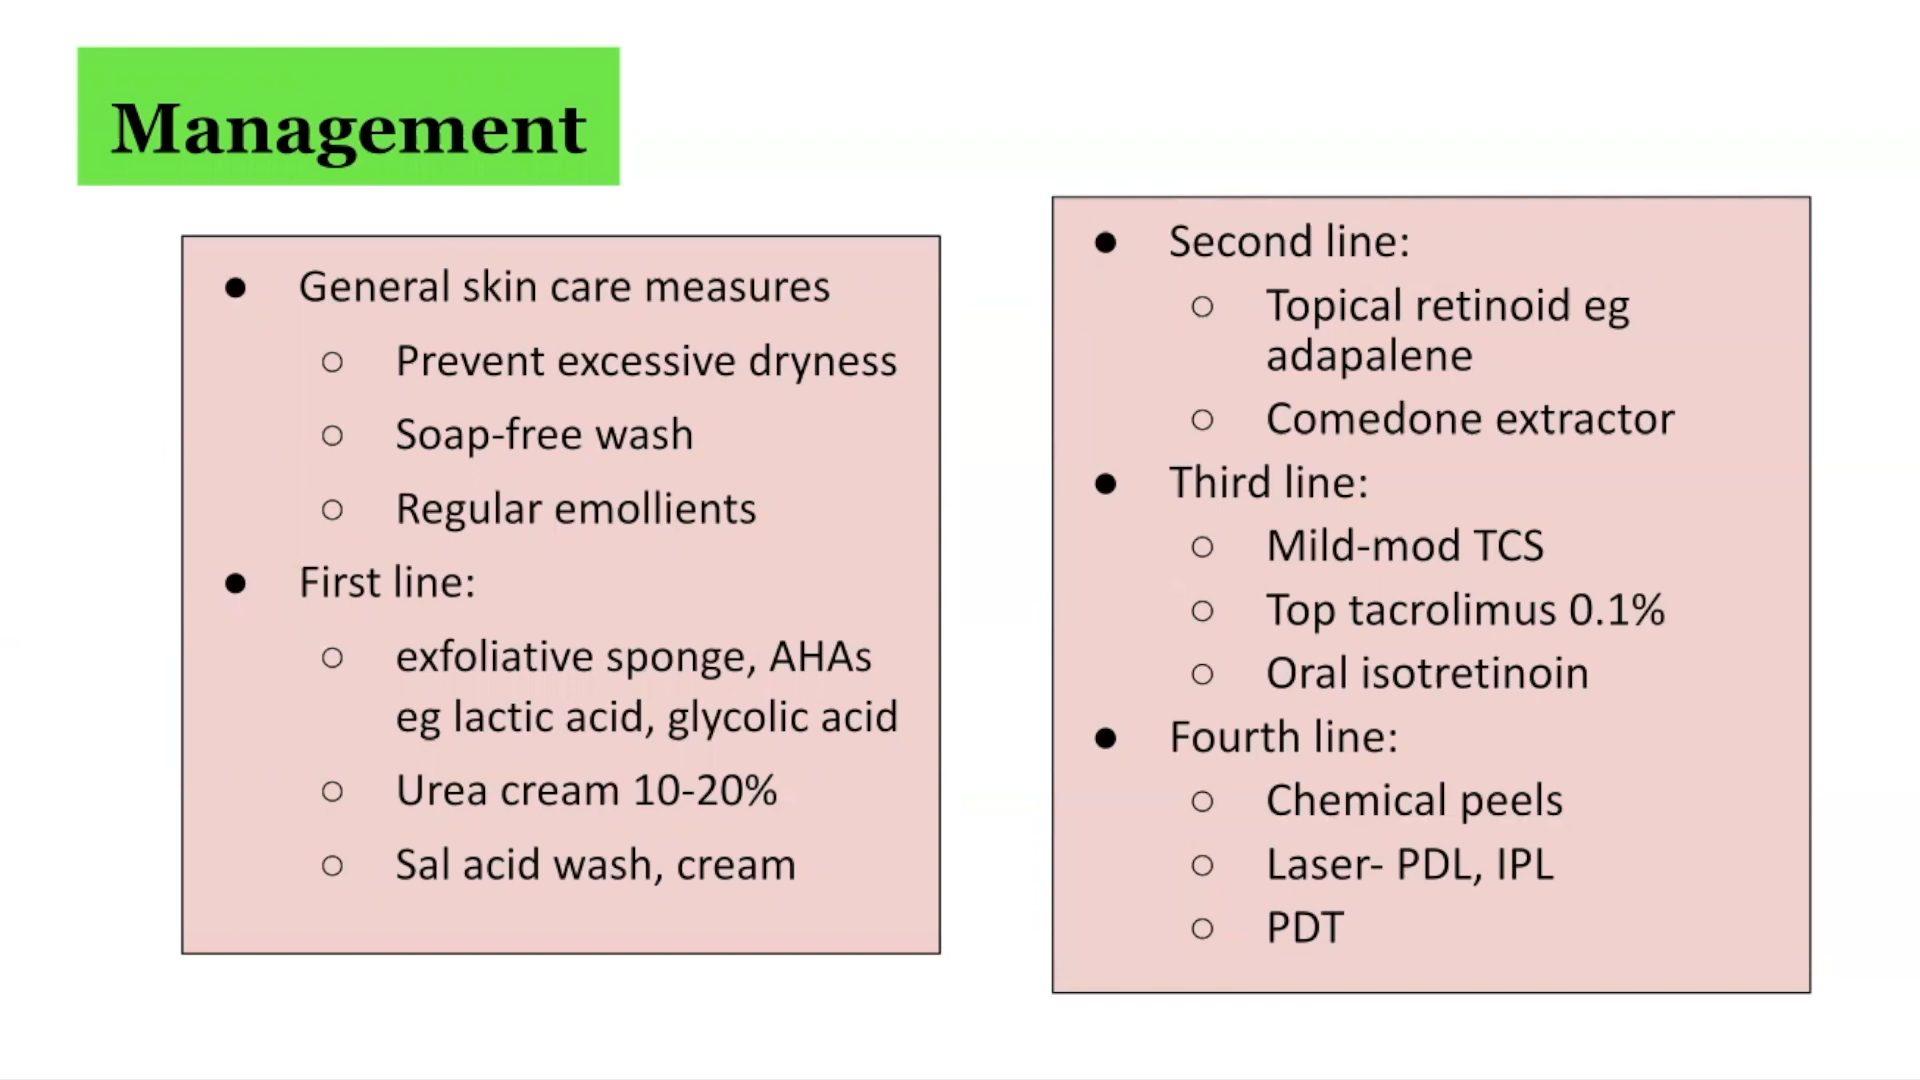 Management
● General skin care measures
○ Prevent excessive dryness
○ Soap-free wash
○ Regular emollients
● First line:
○ exfoliative sponge, AHAs
eg lactic acid, glycolic acid
○ Urea cream 10-20%
○ Sal acid wash, cream
● Second line:
○ Topical retinoid eg
adapalene
○ Comedone extractor
● Third line:
○ Mild-mod TCS
○ Top tacrolimus 0.1%
○ Oral isotretinoin
● Fourth line:
○ Chemical peels
○ Laser- PDL, IPL
○ PDT